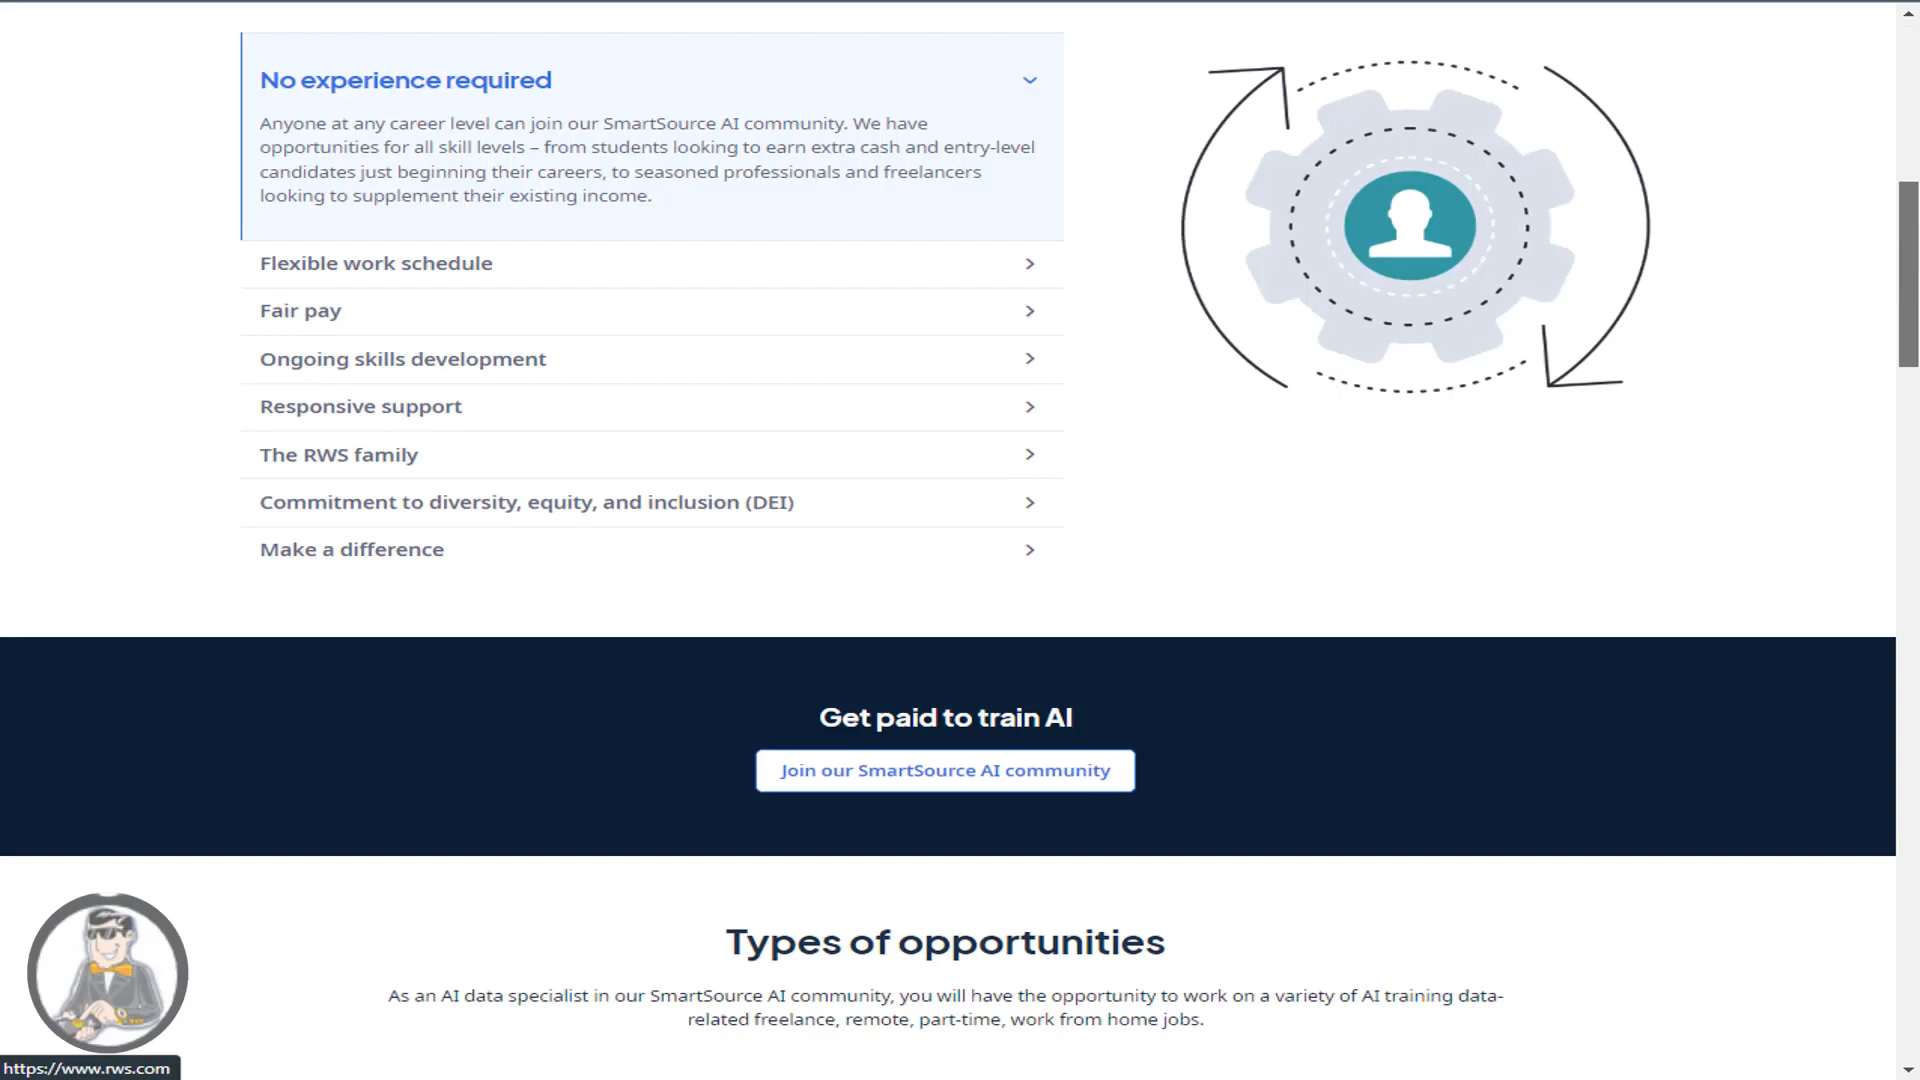 No experience required
Anyone at any career level can join our SmartSource AI community. We have
opportunities for all skill levels – from students looking to earn extra cash and entry-level
candidates just beginning their careers, to seasoned professionals and freelancers
looking to supplement their existing income.
Flexible work schedule
Fair pay
Ongoing skills development
Responsive support
The RWS family
Commitment to diversity, equity, and inclusion (DEI)
Make a difference
Get paid to train AI
Join our SmartSource AI community
Types of opportunities
As an AI data specialist in our SmartSource AI community, you will have the opportunity to work on a variety of AI training data-
related freelance, remote, part-time, work from home jobs.
https://www.rws.com